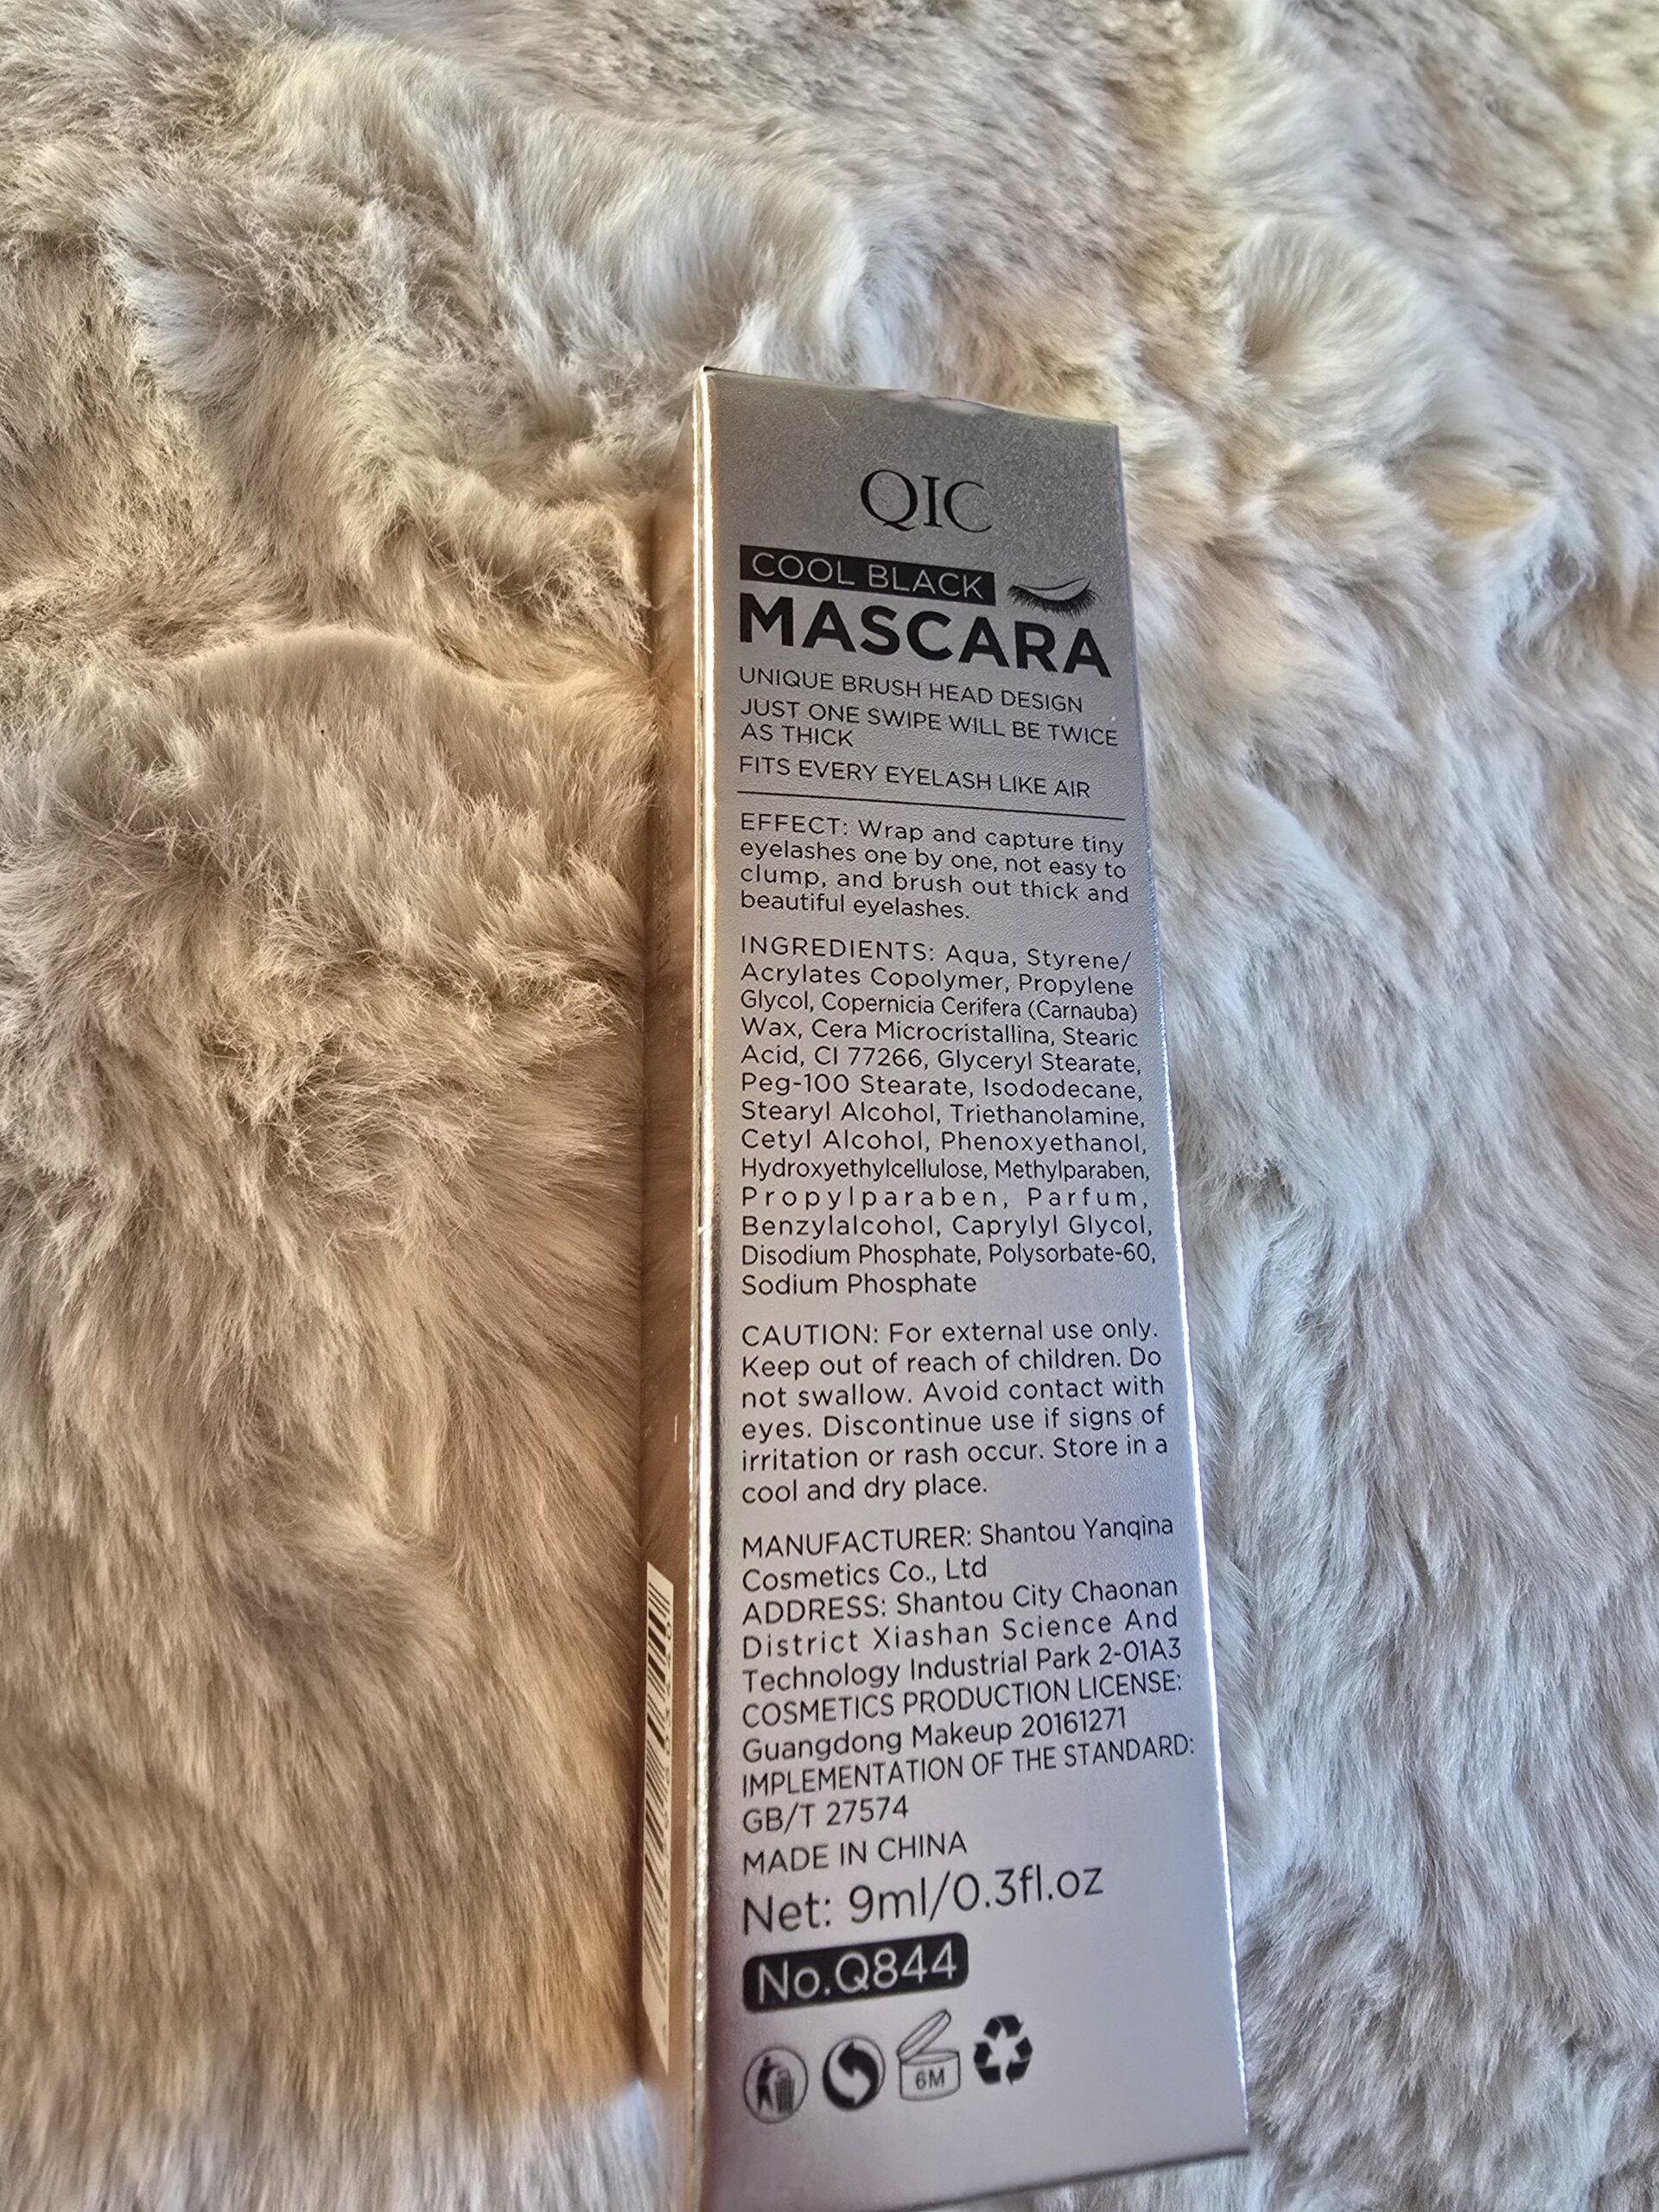 QIC
COOL BLACK
MASCARA
UNIQUE BRUSH HEAD DESIGN
JUST ONE SWIPE WILL BE TWICE
AS THICK
FITS EVERY EYELASH LIKE AIR
EFFECT: Wrap and capture tiny
eyelashes one by one, not easy to
clump, and brush out thick and
beautiful eyelashes.
INGREDIENTS: Aqua, Styrene/
Acrylates Copolymer, Propylene
Glycol, Copernicia Cerifera (Carnauba)
Wax, Cera Microcristallina, Stearic
Acid, CI 77266, Glyceryl Stearate,
Peg-100 Stearate, Isododecane,
Stearyl Alcohol, Triethanolamine,
Cetyl Alcohol, Phenoxyethanol,
Hydroxyethylcellulose, Methylparaben,
Propylparaben, Parfum,
Benzylalcohol, Caprylyl Glycol,
Disodium Phosphate, Polysorbate-60,
Sodium Phosphate
CAUTION: For external use only.
Keep out of reach of children. Do
not swallow. Avoid contact with
eyes. Discontinue use if signs of
irritation or rash occur. Store in a
cool and dry place.
MANUFACTURER: Shantou Yanqina
Cosmetics Co., Ltd
ADDRESS: Shantou City Chaonan
District Xiashan Science And
Technology Industrial Park 2-01A3
COSMETICS PRODUCTION LICENSE:
Guangdong Makeup 20161271
IMPLEMENTATION OF THE STANDARD:
GB/T 27574
MADE IN CHINA
Net: 9ml/0.3fl.oz
No.Q844
6M